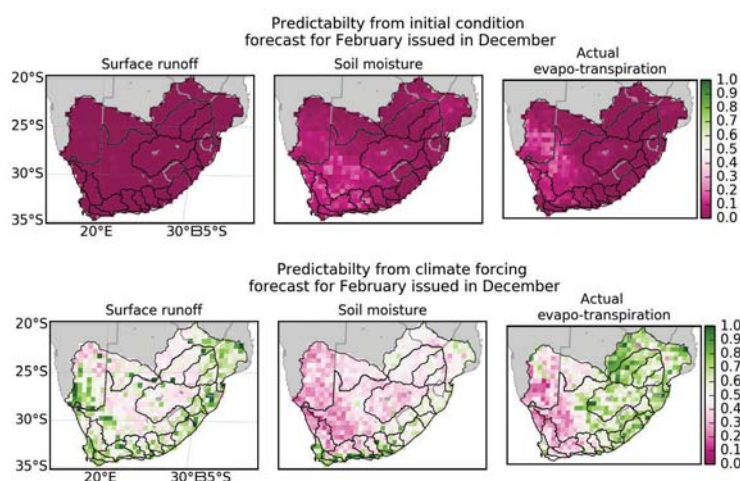 Predictabilty from initial condition
forecast for February issued in December
Surface runoff
Soil moisture
Actual
evapo-transpiration
20°S
25°S
30°S
35°S
20°E
30°E35°S
1.0
0.9
0.8
0.7
0.6
0.5
0.4
0.3
0.2
0.1
0.0
Predictabilty from climate forcing
forecast for February issued in December
Surface runoff
Soil moisture
Actual
evapo-transpiration
20°S
25°S
30°S
35°S
20°E
30°E35°S
1.0
0.9
0.8
0.7
0.6
0.5
0.4
0.3
0.2
0.1
0.0